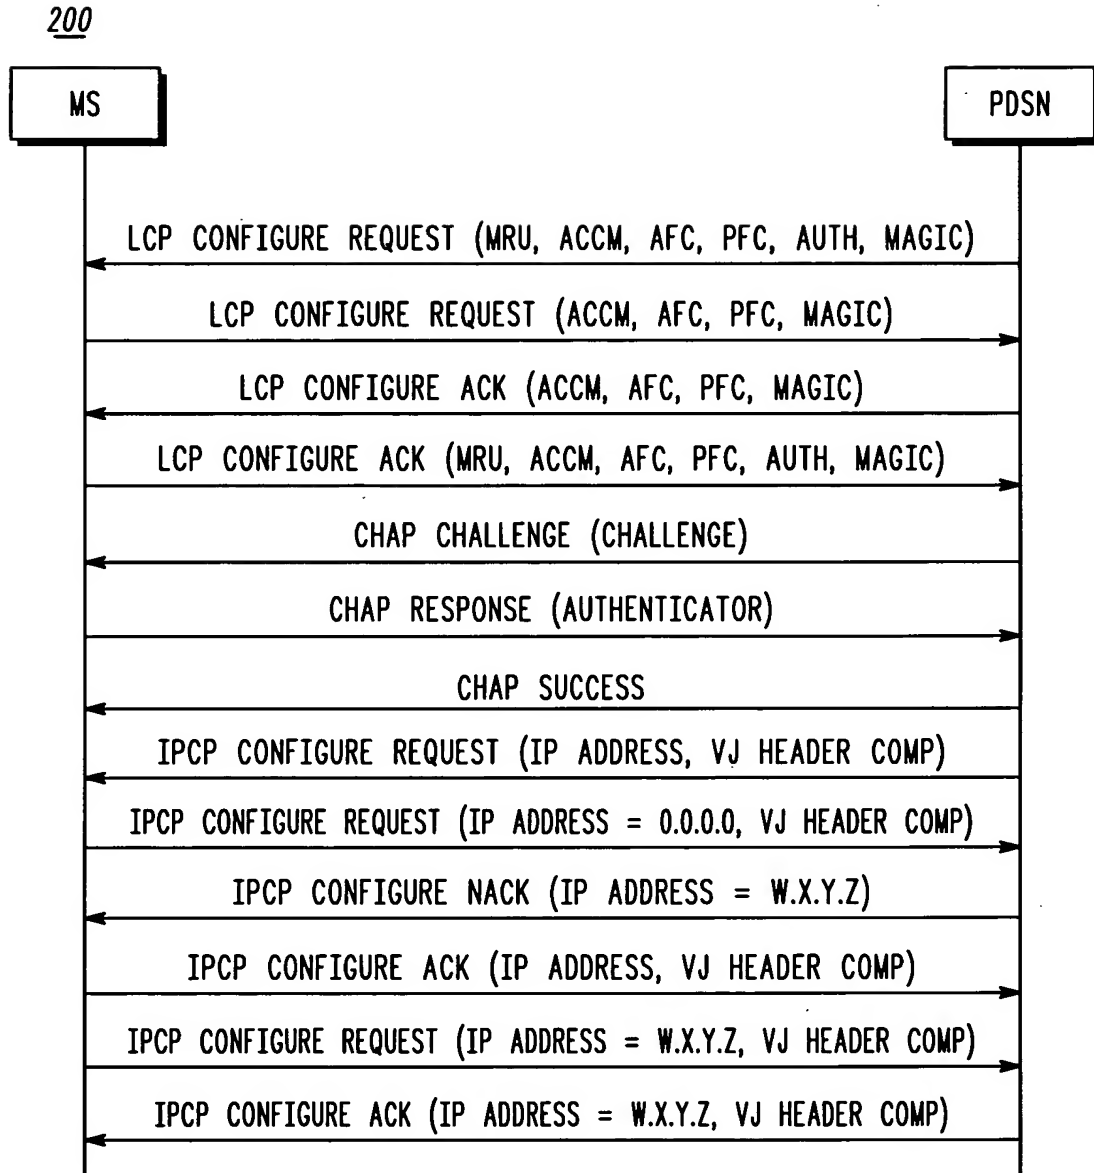 200
MS
PDSN
LCP CONFIGURE REQUEST (MRU, ACCM, AFC, PFC, AUTH, MAGIC)
LCP CONFIGURE REQUEST (ACCM, AFC, PFC, MAGIC)
LCP CONFIGURE ACK (ACCM, AFC, PFC, MAGIC)
LCP CONFIGURE ACK (MRU, ACCM, AFC, PFC, AUTH, MAGIC)
CHAP CHALLENGE (CHALLENGE)
CHAP RESPONSE (AUTHENTICATOR)
CHAP SUCCESS
IPCP CONFIGURE REQUEST (IP ADDRESS, VJ HEADER COMP)
IPCP CONFIGURE REQUEST (IP ADDRESS = 0.0.0.0, VJ HEADER COMP)
IPCP CONFIGURE NACK (IP ADDRESS = W.X.Y.Z)
IPCP CONFIGURE ACK (IP ADDRESS, VJ HEADER COMP)
IPCP CONFIGURE REQUEST (IP ADDRESS = W.X.Y.Z, VJ HEADER COMP)
IPCP CONFIGURE ACK (IP ADDRESS = W.X.Y.Z, VJ HEADER COMP)